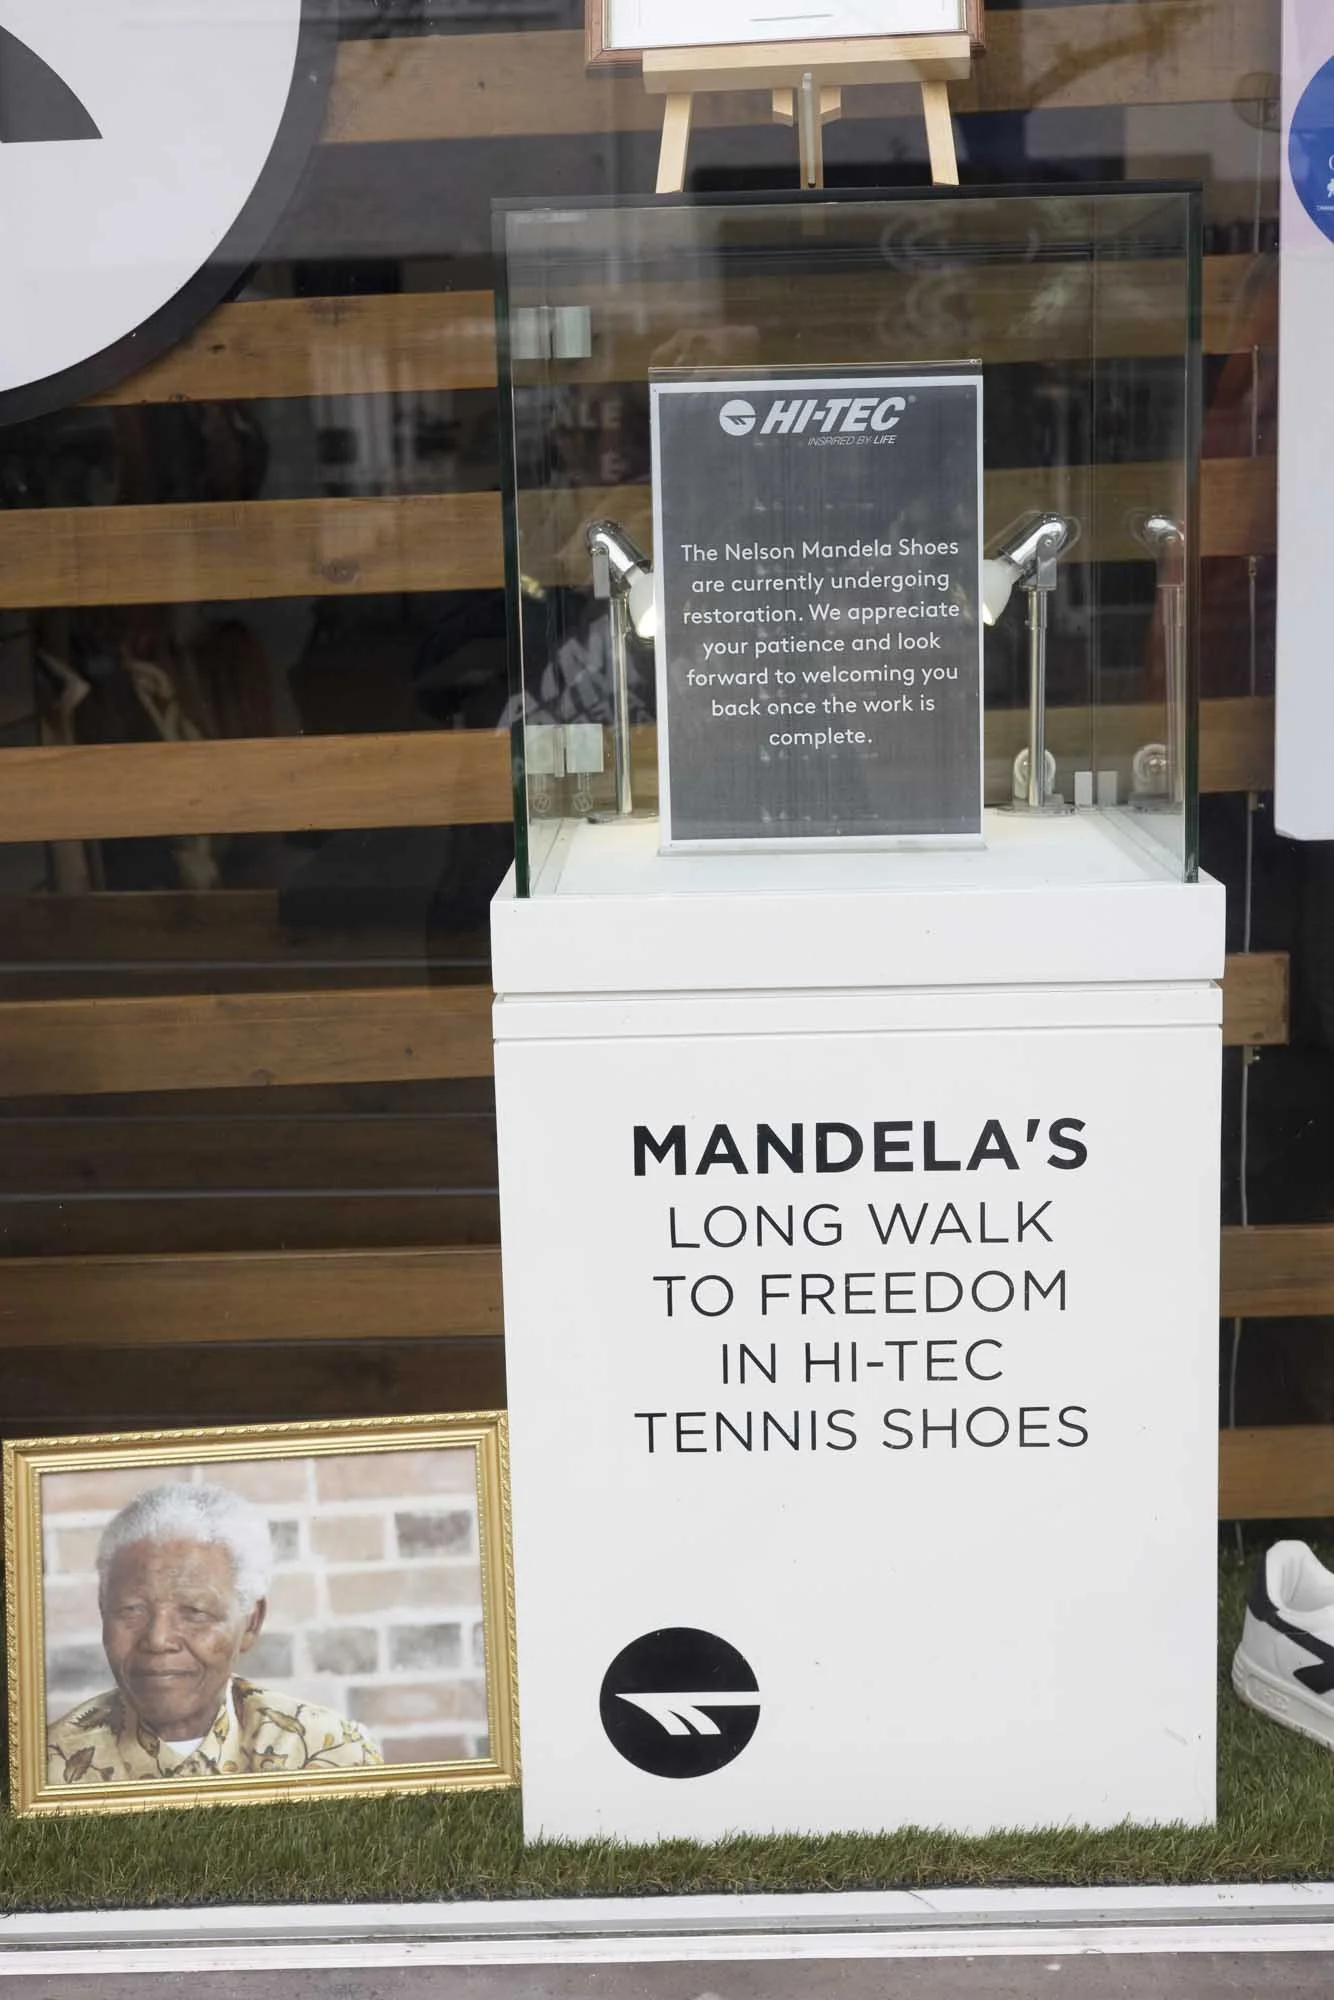 HI-TEC
INSPIRED BY LIFE
The Nelson Mandela Shoes
are currently undergoing
restoration. We appreciate
your patience and look
forward to welcoming you
back once the work is
complete.
MANDELA'S
LONG WALK
TO FREEDOM
IN HI-TEC
TENNIS SHOES